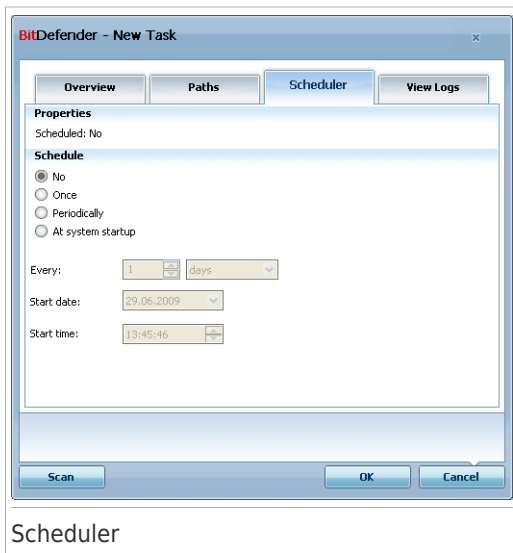 BitDefender - New Task
Overview Paths Scheduler View Logs
Properties
Scheduled: No
Schedule
No
Once
Periodically
At system startup
Every: 1 days
Start date: 29.06.2009
Start time: 13:45:46
Scan OK Cancel
Scheduler